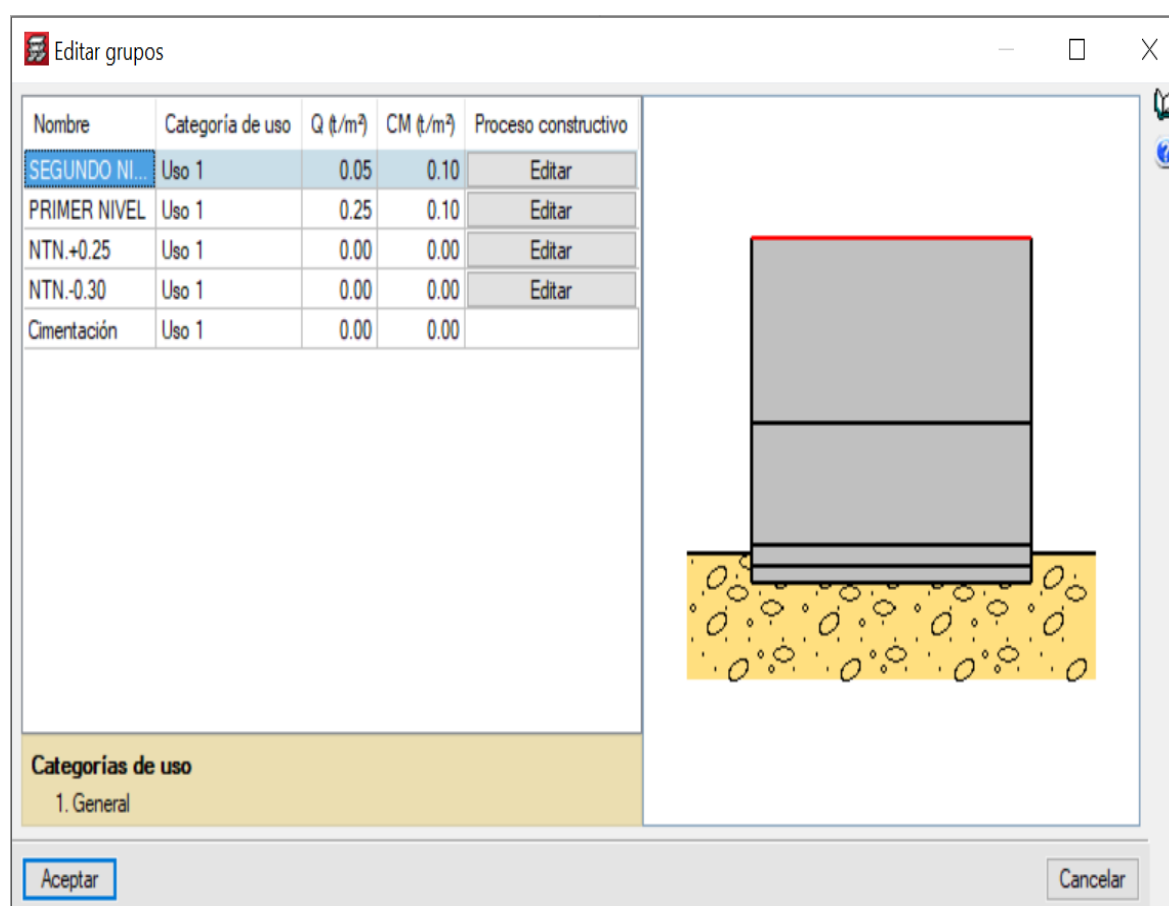 Editar grupos
Nombre Categoría de uso Q (t/m²) CM (t/m²) Proceso constructivo
SEGUNDO NI... Uso 1 0.05 0.10 Editar
PRIMER NIVEL Uso 1 0.25 0.10 Editar
NTN.+0.25 Uso 1 0.00 0.00 Editar
NTN.-0.30 Uso 1 0.00 0.00 Editar
Cimentación Uso 1 0.00 0.00
Categorías de uso
1. General
Aceptar Cancelar